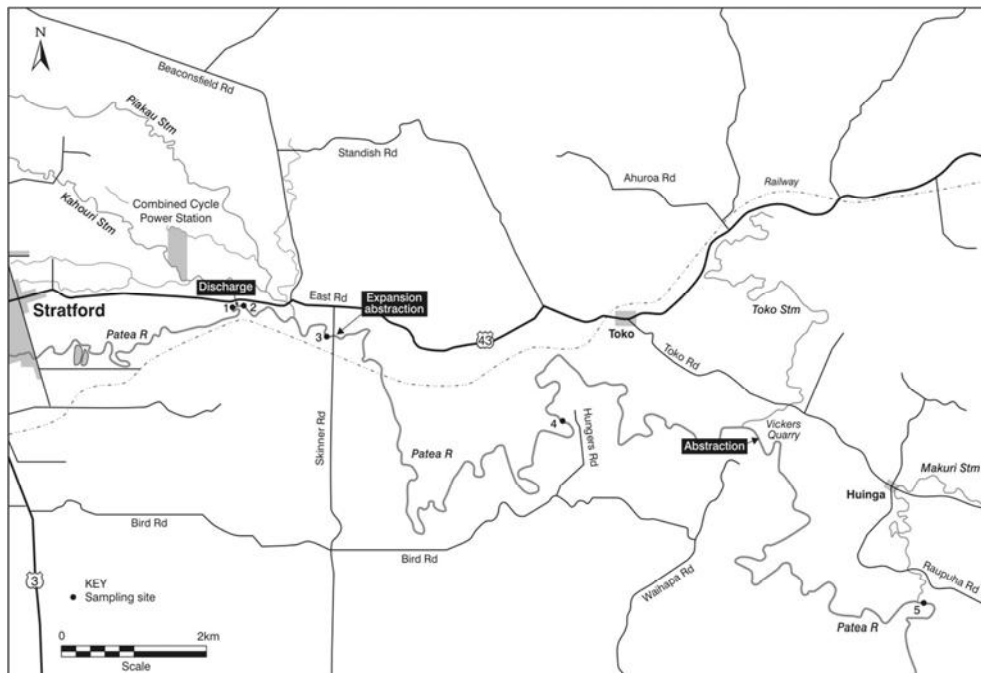 N
Beaconsfield Rd
Piakau Stm
Standish Rd
Ahuroa Rd
Railway
Kahouri Stm
Combined Cycle
Power Station
Discharge
East Rd
Expansion
abstraction
Stratford
1
2
Patea R
3
43
Toko
Toko Stm
Toko Rd
4
Hungers Rd
Skinner Rd
Patea R
Abstraction
Vickers
Quarry
Makuri Stm
Huinga
Bird Rd
Bird Rd
Waihapa Rd
Raupuha Rd
3
KEY
Sampling site
5
Patea R
0
2km
Scale